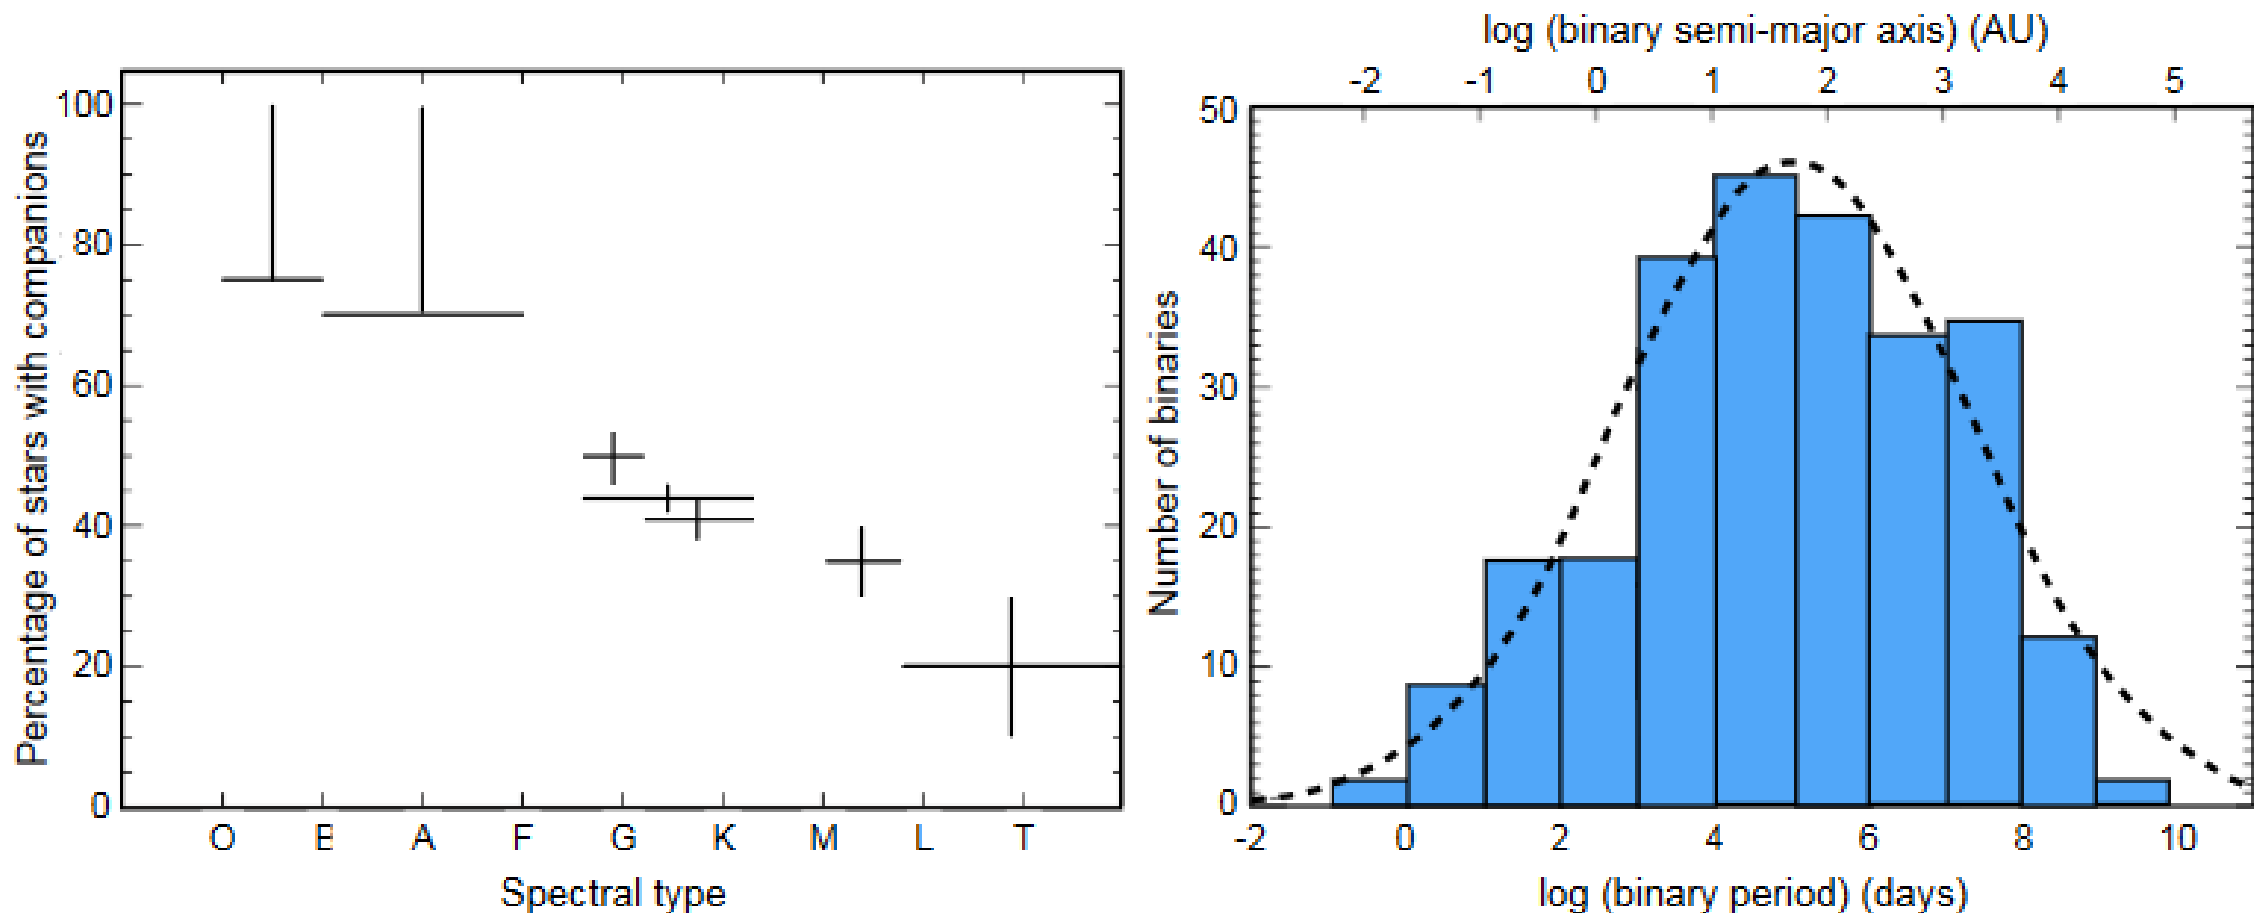 Percentage of stars with companions
100
80
60
40
20
0
O B A F G K M L T
Spectral type
log (binary semi-major axis) (AU)
-2 -1 0 1 2 3 4 5
Number of binaries
50
40
30
20
10
0
-2 0 2 4 6 8 10
log (binary period) (days)